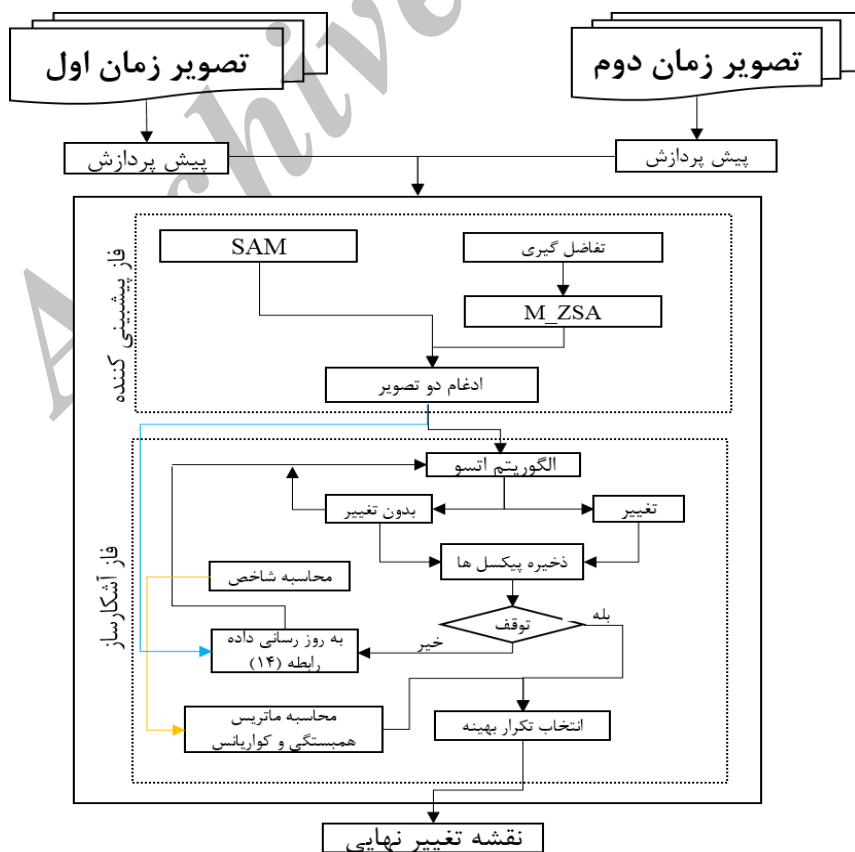 Archive
تصویر زمان اول
تصویر زمان دوم
پیش پردازش
پیش پردازش
فاز پیشبینی کننده
SAM
تفاضل گیری
M_ZSA
ادغام دو تصویر
فاز آشکارساز
الگوریتم اتسو
تغییر
بدون تغییر
ذخیره پیکسل ها
محاسبه شاخص
توقف
بله
خیر
به روز رسانی داده
رابطه (۱۴)
محاسبه ماتریس
همبستگی و کواریانس
انتخاب تکرار بهینه
نقشه تغییر نهایی